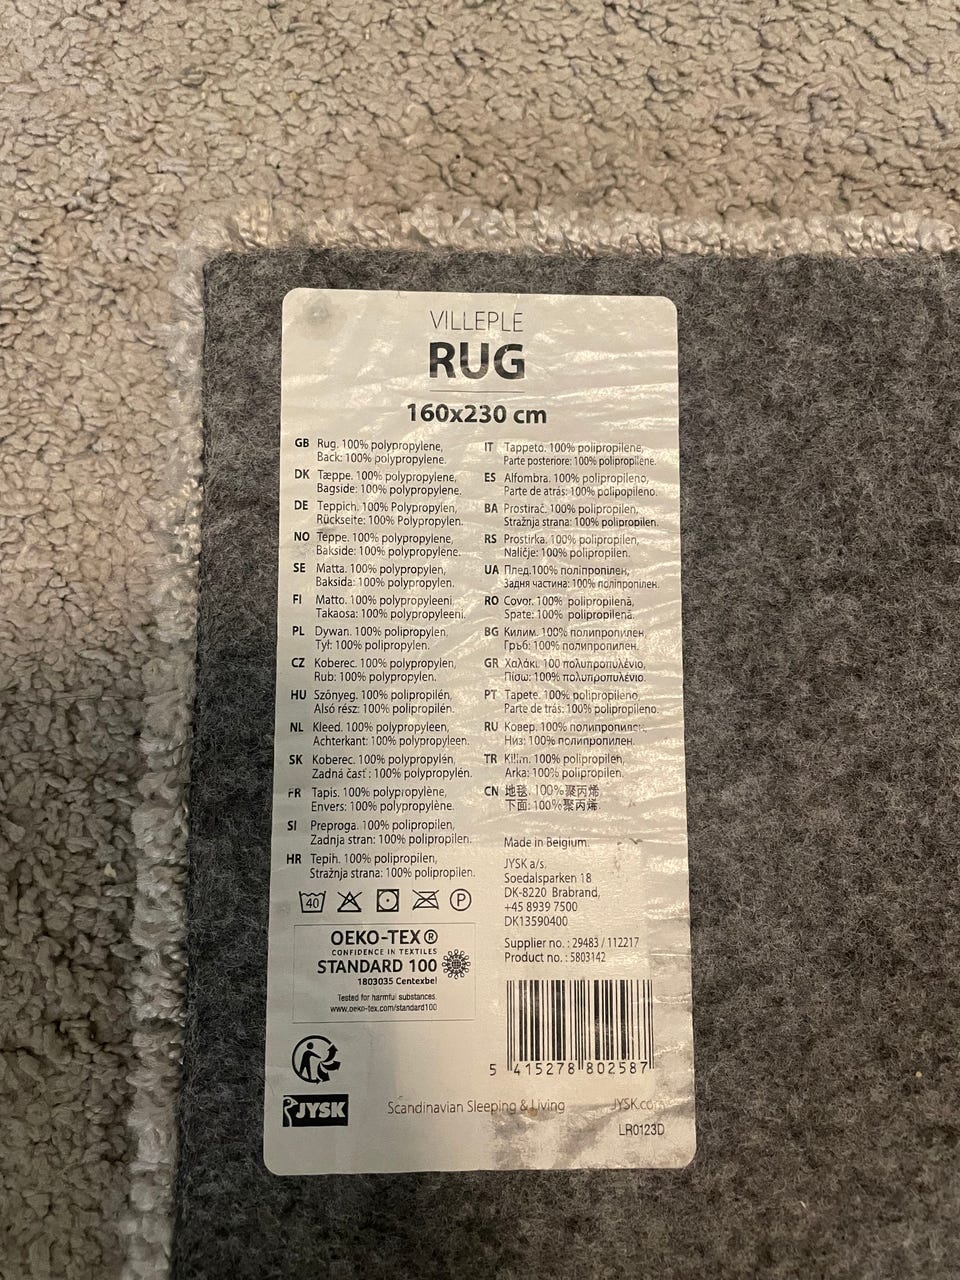 VILLEPLE
RUG
160x230 cm
GB Rug. 100% polypropylene,
Back: 100% polypropylene.
DK Tæppe. 100% polypropylene,
Bagside: 100% polypropylene.
DE Teppich. 100% Polypropylen,
Rückseite: 100% Polypropylen.
NO Teppe. 100% polypropylene,
Bakside: 100% polypropylene.
SE Matta. 100% polypropylen,
Baksida: 100% polypropylen.
FI Matto. 100% polypropyleeni,
Takaosa: 100% polypropyleeni.
PL Dywan. 100% polipropylen,
Tył: 100% polipropylen.
CZ Koberec. 100% polypropylen,
Rub: 100% polypropylen.
HU Szőnyeg. 100% polipropilén,
Alsó rész: 100% polipropilén.
NL Kleed. 100% polypropyleen,
Achterkant: 100% polypropyleen.
SK Koberec. 100% polypropylén,
Zadná časť : 100% polypropylén.
FR Tapis. 100% polypropylène,
Envers: 100% polypropylène.
SI Preproga. 100% polipropilen,
Zadnja stran: 100% polipropilen.
HR Tepih. 100% polipropilen,
Stražnja strana: 100% polipropilen.
IT Tappeto. 100% polipropilene,
Parte posteriore: 100% polipropilene.
ES Alfombra. 100% polipropileno,
Parte de atrás: 100% polipopileno.
BA Prostirač. 100% polipropilen,
Stražnja strana: 100% polipropilen.
RS Prostirka. 100% polipropilen,
Naličje: 100% polipropilen.
UA Плед.100% поліпропілен,
Задня частина: 100% поліпропілен.
RO Covor. 100% polipropilenă,
Spate: 100% polipropilenă.
BG Килим. 100% полипропилен,
Гръб: 100% полипропилен.
GR Χαλάκι. 100 πολυπροπυλένιο,
Πίσω: 100% πολυπροπυλένιο.
PT Tapete. 100% polipropileno,
Parte de trás: 100% polipropileno.
RU Ковер. 100% полипропилен,
Низ: 100% полипропилен.
TR Kilim. 100% polipropilen,
Arka: 100% polipropilen.
CN 地毯. 100%聚丙烯
下面: 100%聚丙烯.
Made in Belgium.
JYSK a/s.
Soedalsparken 18
DK-8220 Brabrand,
+45 8939 7500
DK13590400
Supplier no. : 29483 / 112217
Product no. : 5803142
40 P
OEKO-TEX ®
CONFIDENCE IN TEXTILES
STANDARD 100
1803035 Centexbel
Tested for harmful substances.
www.oeko-tex.com/standard100
5 415278 802587
JYSK Scandinavian Sleeping & Living JYSK.com
LR0123D